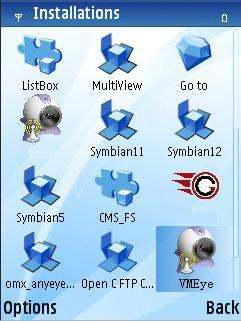 Installations
ListBox
MultiView
Go to
Symbian11
Symbian12
Symbian5
CMS_FS
omx_anyeye...
Open C FTP C...
VMEye
Options
Back